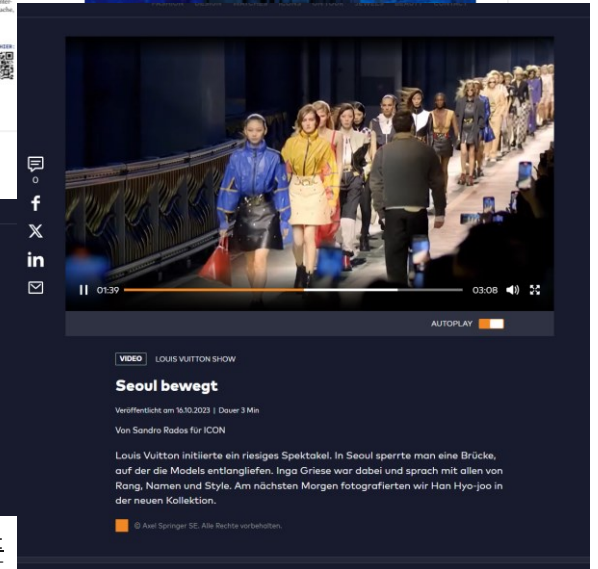 0
f
X
in
01:39
03:08
AUTOPLAY
VIDEO LOUIS VUITTON SHOW
Seoul bewegt
Veröffentlicht am 16.10.2023 | Dauer 3 Min
Von Sandro Rados für ICON
Louis Vuitton initiierte ein riesiges Spektakel. In Seoul sperrte man eine Brücke,
auf der die Models entlangliefen. Inga Griese war dabei und sprach mit allen von
Rang, Namen und Style. Am nächsten Morgen fotografierten wir Han Hyo-joo in
der neuen Kollektion.
© Axel Springer SE. Alle Rechte vorbehalten.